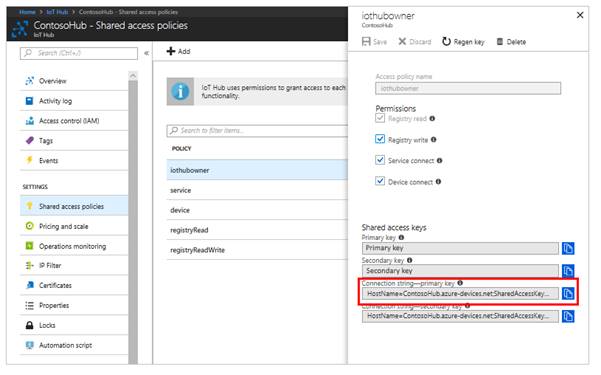 Home > IoT Hub > ContosoHub - Shared access policies
ContosoHub - Shared access policies
IoT Hub
Search (Ctrl+/)
Overview
Activity log
Access control (IAM)
Tags
Events
SETTINGS
Shared access policies
Pricing and scale
Operations monitoring
IP Filter
Certificates
Properties
Locks
Automation script
Add
IoT Hub uses permissions to grant access to each
functionality.
Search to filter items...
POLICY
iothubowner
service
device
registryRead
registryReadWrite
iothubowner
ContosoHub
Save Discard Regen key Delete
Access policy name
iothubowner
Permissions
Registry read
Registry write
Service connect
Device connect
Shared access keys
Primary key
Primary key
Secondary key
Secondary key
Connection string—primary key
HostName=ContosoHub.azure-devices.net;SharedAccessKey...
Connection string—secondary key
HostName=ContosoHub.azure-devices.net;SharedAccessKey...